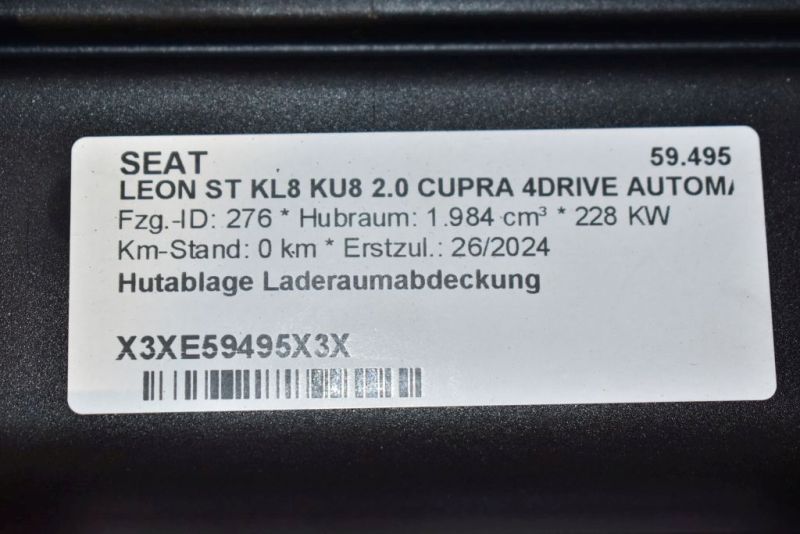 SEAT 59.495
LEON ST KL8 KU8 2.0 CUPRA 4DRIVE AUTOMA
Fzg.-ID: 276 * Hubraum: 1.984 cm³ * 228 KW
Km-Stand: 0 km * Erstzul.: 26/2024
Hutablage Laderaumabdeckung
X3XE59495X3X